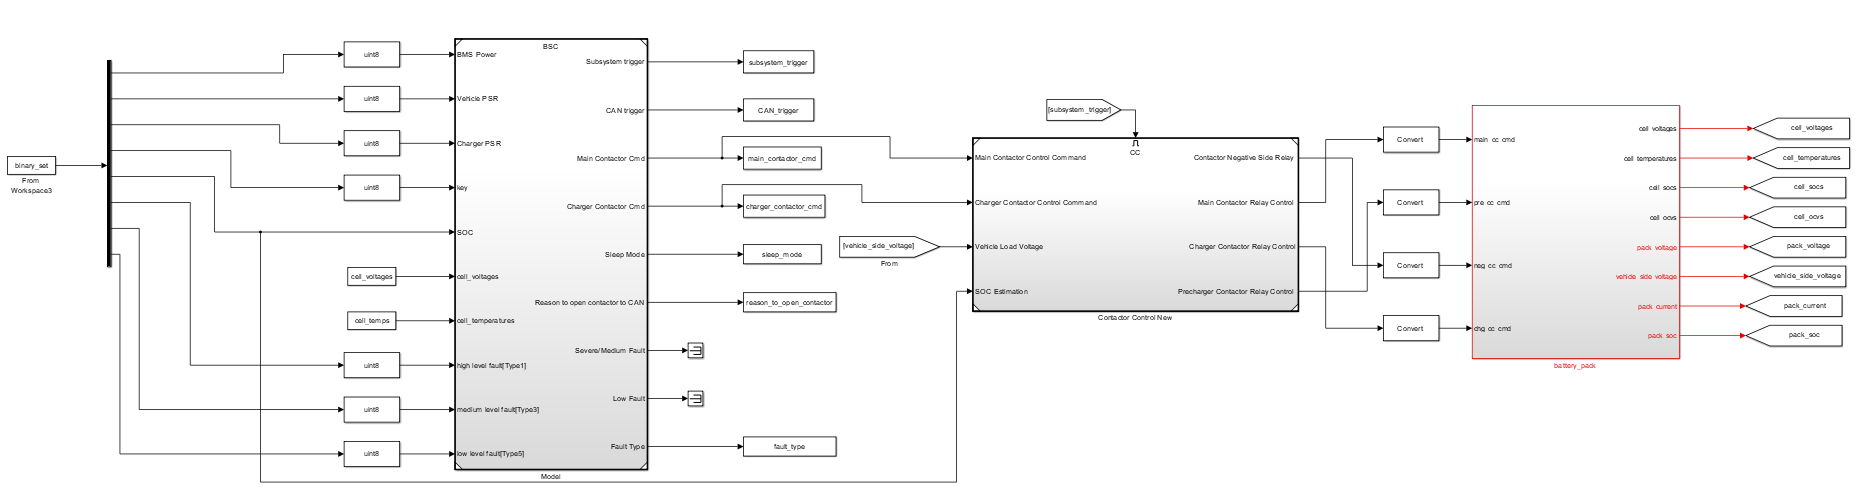 binary_set
From
Workspace3
uint8
uint8
uint8
uint8
cell_voltages
cell_temps
uint8
uint8
uint8
BSC
BMS Power
Vehicle PSR
Charger PSR
key
SOC
cell_voltages
cell_temperatures
high level fault[Type1]
medium level fault[Type3]
low level fault[Type5]
Subsystem trigger
CAN trigger
Main Contactor Cmd
Charger Contactor Cmd
Sleep Mode
Reason to open contactor to CAN
Severe/Medium Fault
Low Fault
Fault Type
Model
subsystem_trigger
CAN_trigger
main_contactor_cmd
charger_contactor_cmd
sleep_mode
reason_to_open_contactor
fault_type
[vehicle_side_voltage]
From
[subsystem_trigger]
CC
Main Contactor Control Command
Charger Contactor Control Command
Vehicle Load Voltage
SOC Estimation
Contactor Negative Side Relay
Main Contactor Relay Control
Charger Contactor Relay Control
Precharger Contactor Relay Control
Contactor Control New
Convert
Convert
Convert
Convert
main cc cmd
pre cc cmd
neg cc cmd
chg cc cmd
cell voltages
cell temperatures
cell socs
cell ocvs
pack voltage
vehicle side voltage
pack current
pack soc
battery_pack
cell_voltages
cell_temperatures
cell_socs
cell_ocvs
pack_voltage
vehicle_side_voltage
pack_current
pack_soc